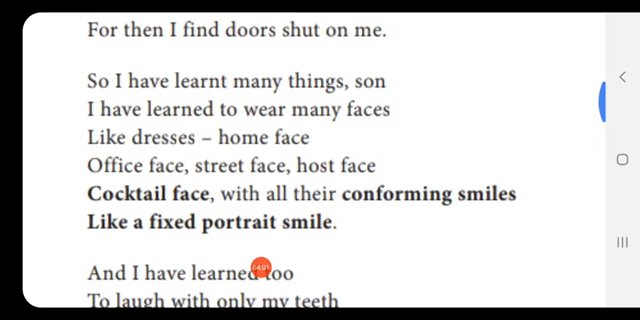 For then I find doors shut on me.
So I have learnt many things, son
I have learned to wear many faces
Like dresses – home face
Office face, street face, host face
Cocktail face, with all their conforming smiles
Like a fixed portrait smile.
And I have learned too
04:01
To laugh with only my teeth